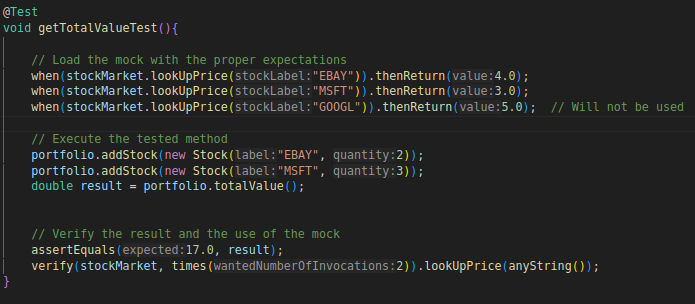 @Test
void getTotalValueTest(){
// Load the mock with the proper expectations
when(stockMarket.lookUpPrice(stockLabel:"EBAY")).thenReturn(value:4.0);
when(stockMarket.lookUpPrice(stockLabel:"MSFT")).thenReturn(value:3.0);
when(stockMarket.lookUpPrice(stockLabel:"GOOGL")).thenReturn(value:5.0);  // Will not be used
// Execute the tested method
portfolio.addStock(new Stock(label:"EBAY", quantity:2));
portfolio.addStock(new Stock(label:"MSFT", quantity:3));
double result = portfolio.totalValue();
// Verify the result and the use of the mock
assertEquals(expected:17.0, result);
verify(stockMarket, times(wantedNumberOfInvocations:2)).lookUpPrice(anyString());
}